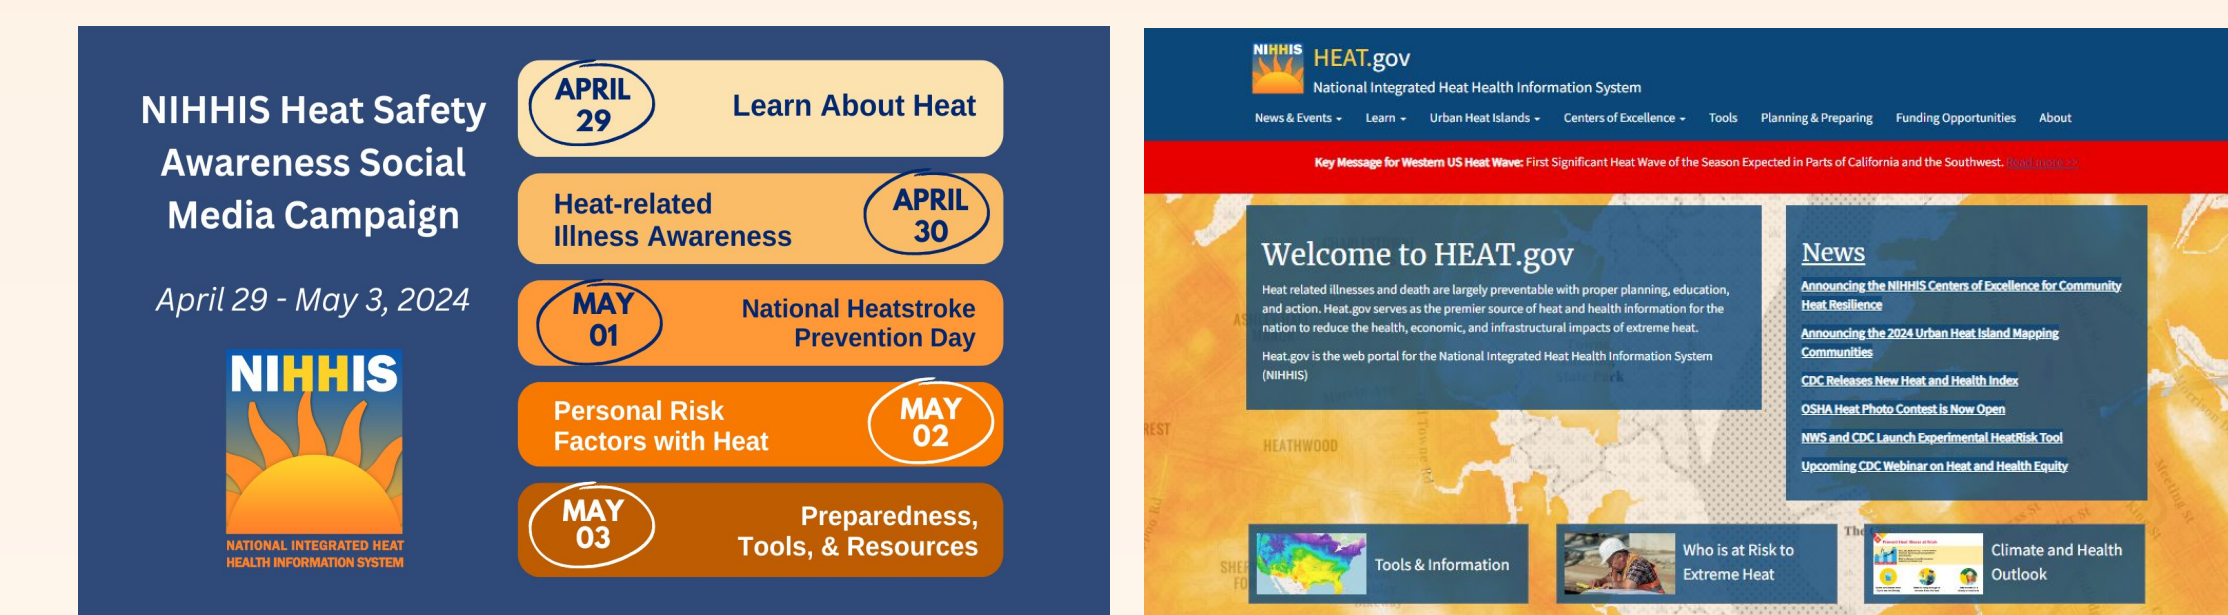 NIHHIS Heat Safety
Awareness Social
Media Campaign
April 29 - May 3, 2024
NIHHIS
NATIONAL INTEGRATED HEAT
HEALTH INFORMATION SYSTEM
APRIL
29
Learn About Heat
Heat-related
Illness Awareness
APRIL
30
MAY
01
National Heatstroke
Prevention Day
Personal Risk
Factors with Heat
MAY
02
MAY
03
Preparedness,
Tools, & Resources
NIHHIS
HEAT.gov
National Integrated Heat Health Information System
News & Events Learn Urban Heat Islands Centers of Excellence Tools Planning & Preparing Funding Opportunities About
Key Message for Western US Heat Wave: First Significant Heat Wave of the Season Expected in Parts of California and the Southwest. Read more >>
Welcome to HEAT.gov
Heat related illnesses and death are largely preventable with proper planning, education,
and action. Heat.gov serves as the premier source of heat and health information for the
nation to reduce the health, economic, and infrastructural impacts of extreme heat.
Heat.gov is the web portal for the National Integrated Heat Health Information System
(NIHHIS)
News
Announcing the NIHHIS Centers of Excellence for Community
Heat Resilience
Announcing the 2024 Urban Heat Island Mapping
Communities
CDC Releases New Heat and Health Index
OSHA Heat Photo Contest is Now Open
NWS and CDC Launch Experimental HeatRisk Tool
Upcoming CDC Webinar on Heat and Health Equity
HEATHWOOD
Tools & Information
Who is at Risk to
Extreme Heat
Climate and Health
Outlook